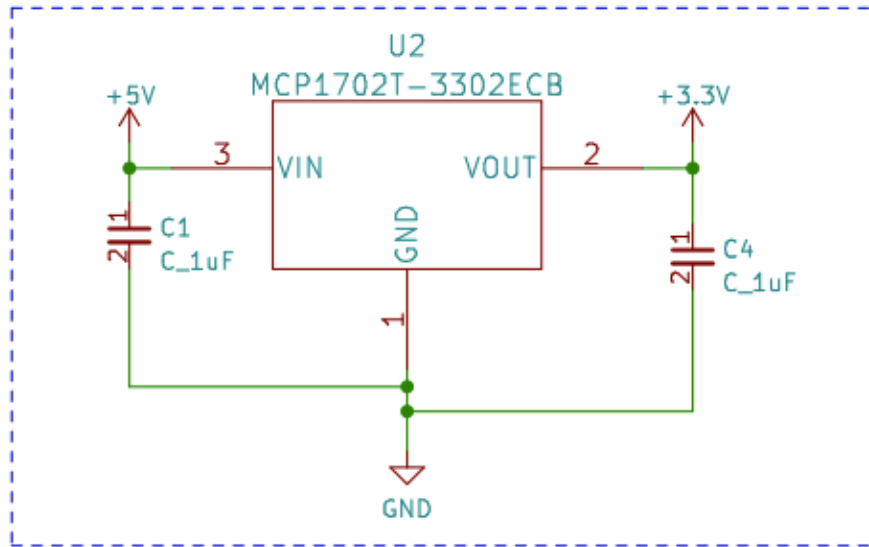 U2
MCP1702T-3302ECB
+5V
+3.3V
3
VIN
VOUT
2
GND
1
1
C1
2
C_1uF
1
C4
2
C_1uF
GND